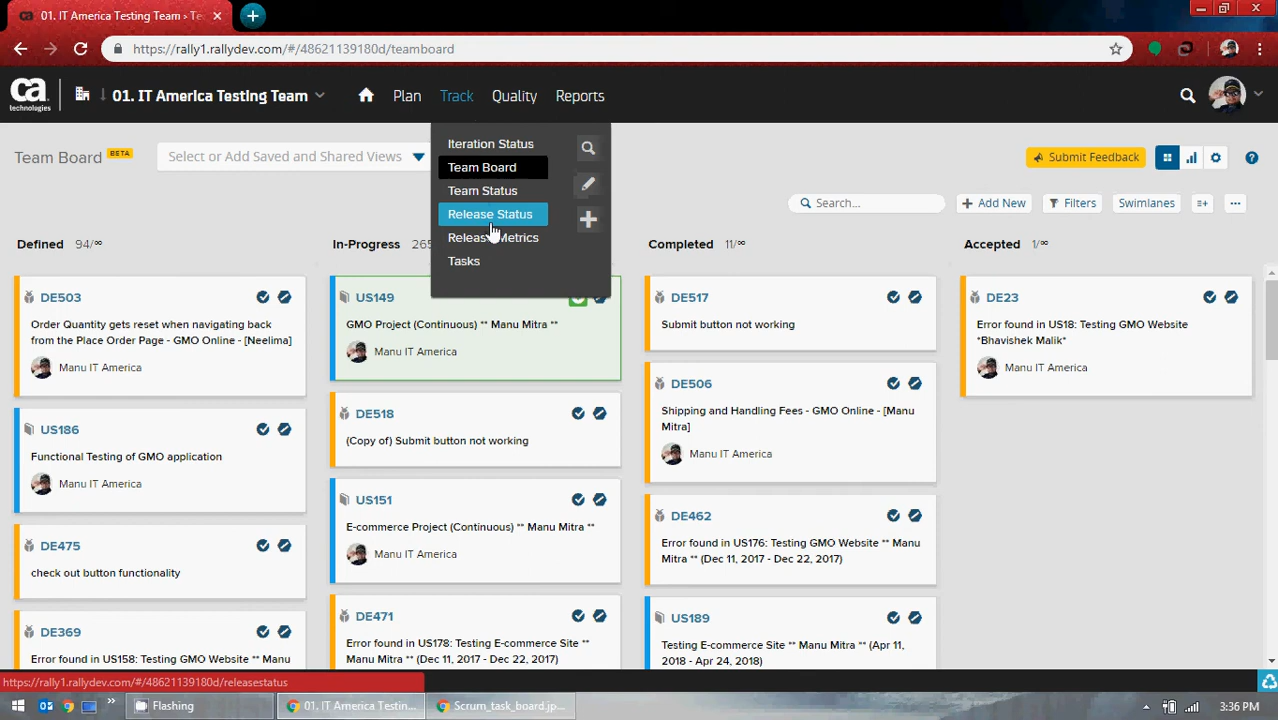 01. IT America Testing Team › Te
https://rally1.rallydev.com/#/48621139180d/teamboard
ca
technologies
01. IT America Testing Team
Plan
Track
Quality
Reports
Team Board BETA
Select or Add Saved and Shared Views
Iteration Status
Team Board
Team Status
Release Status
Release Metrics
Tasks
Submit Feedback
Search...
Add New
Filters
Swimlanes
Defined 94/∞
In-Progress 265
Completed 11/∞
Accepted 1/∞
DE503
Order Quantity gets reset when navigating back
from the Place Order Page - GMO Online - [Neelima]
Manu IT America
US186
Functional Testing of GMO application
Manu IT America
DE475
check out button functionality
DE369
Error found in US158: Testing GMO Website ** Manu
US149
GMO Project (Continuous) ** Manu Mitra **
Manu IT America
DE518
(Copy of) Submit button not working
US151
E-commerce Project (Continuous) ** Manu Mitra **
Manu IT America
DE471
Error found in US178: Testing E-commerce Site **
Manu Mitra ** (Dec 11, 2017 - Dec 22, 2017)
DE517
Submit button not working
DE506
Shipping and Handling Fees - GMO Online - [Manu
Mitra]
Manu IT America
DE462
Error found in US176: Testing GMO Website ** Manu
Mitra ** (Dec 11, 2017 - Dec 22, 2017)
US189
Testing E-commerce Site ** Manu Mitra ** (Apr 11,
2018 - Apr 24, 2018)
DE23
Error found in US18: Testing GMO Website
*Bhavishek Malik*
Manu IT America
https://rally1.rallydev.com/#/48621139180d/releasestatus
Flashing
01. IT America Testin...
Scrum_task_board.jp...
3:36 PM